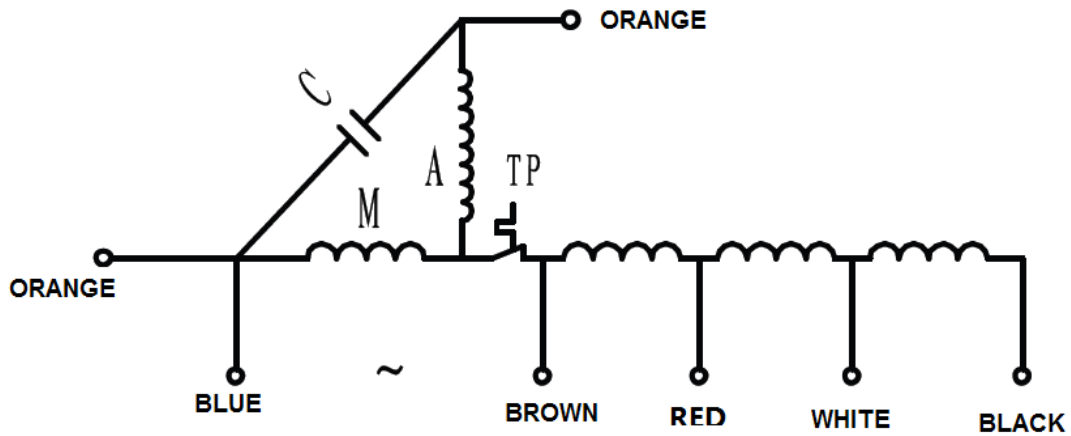 ORANGE
C
A
TP
M
ORANGE
~
BLUE
BROWN
RED
WHITE
BLACK